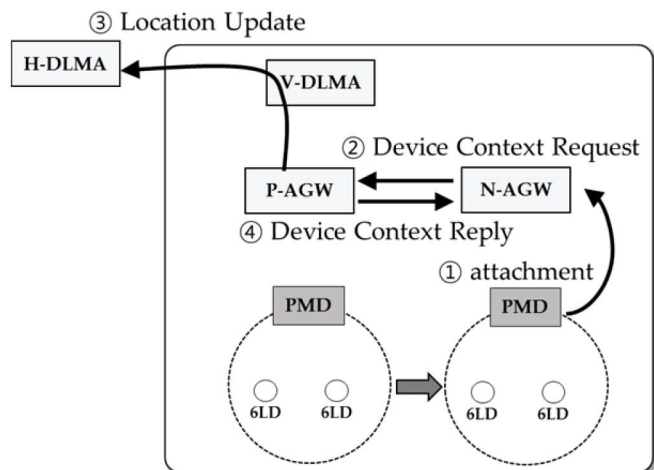 ③ Location Update
H-DLMA
V-DLMA
② Device Context Request
P-AGW
N-AGW
④ Device Context Reply
① attachment
PMD
PMD
6LD
6LD
6LD
6LD